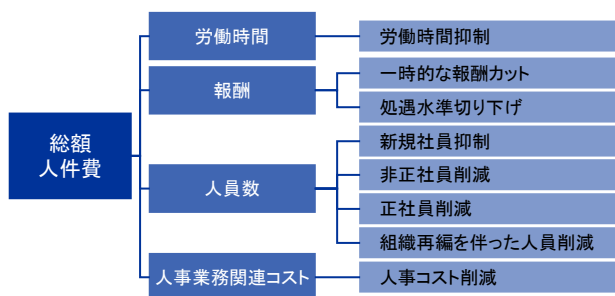 総額
人件費
労働時間
労働時間抑制
報酬
一時的な報酬カット
処遇水準切り下げ
人員数
新規社員抑制
非正社員削減
正社員削減
組織再編を伴った人員削減
人事業務関連コスト
人事コスト削減